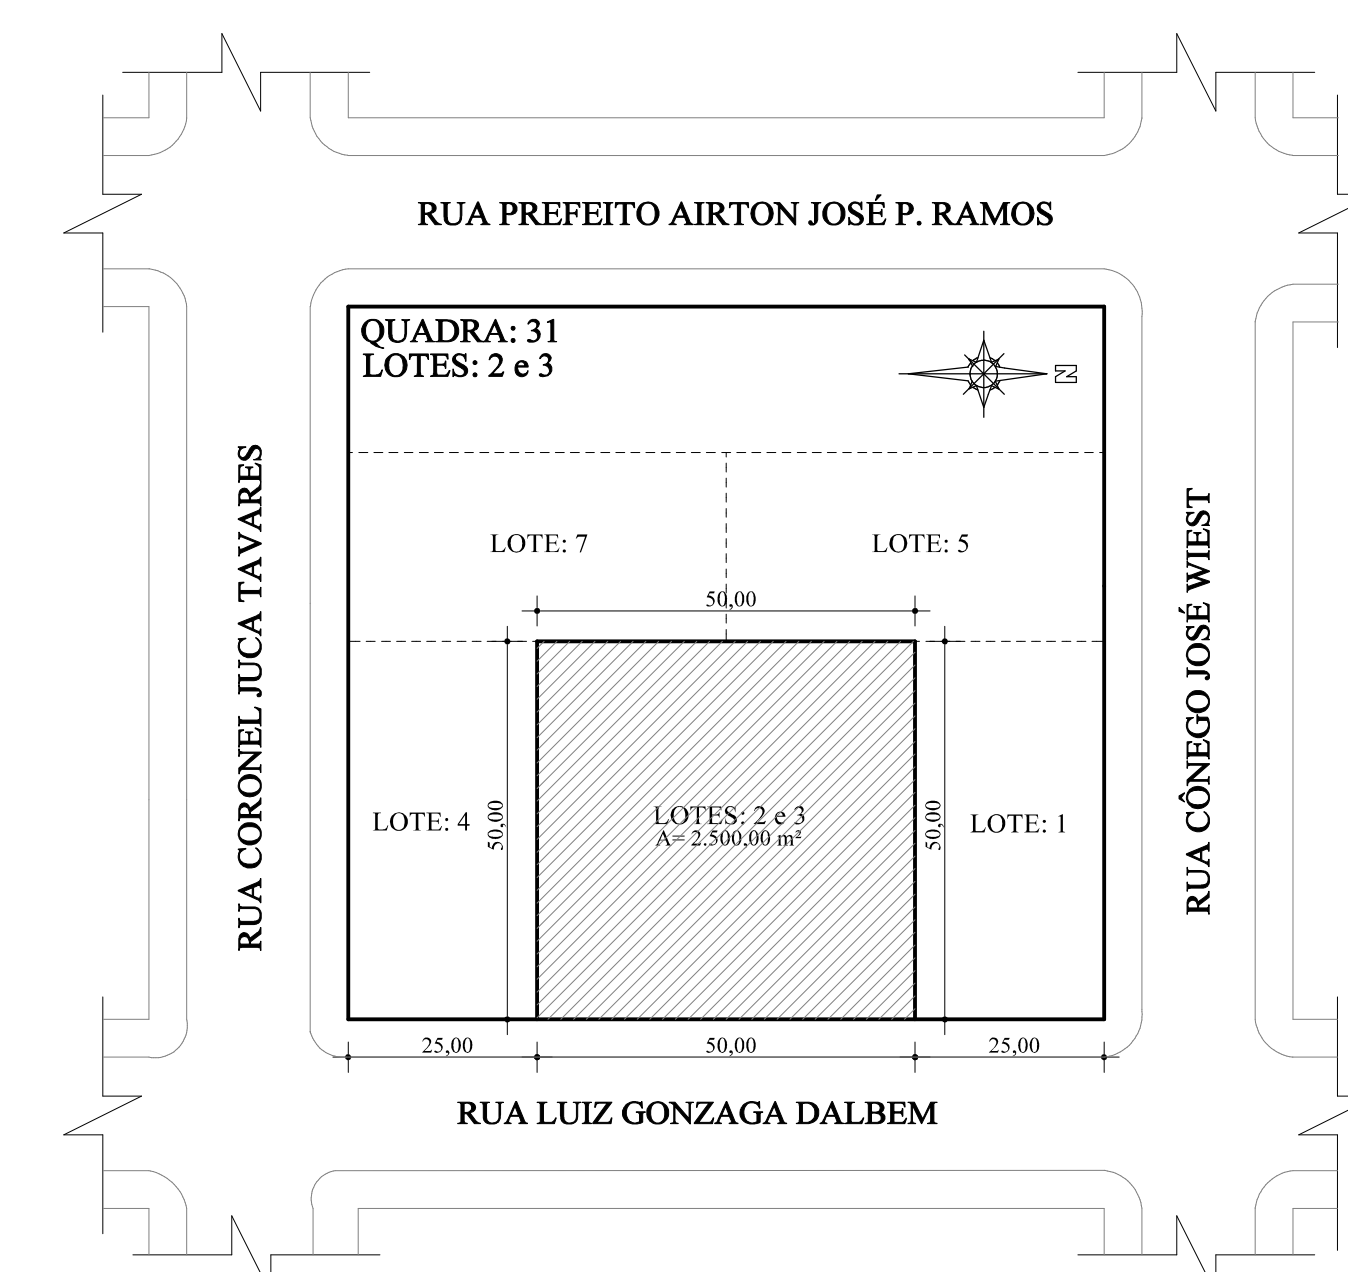 RUA PREFEITO AIRTON JOSÉ P. RAMOS
QUADRA: 31
LOTES: 2 e 3
N
RUA CORONEL JUCA TAVARES
RUA CÔNEGO JOSÉ WIEST
LOTE: 7
LOTE: 5
50,00
LOTE: 4
50,00
LOTES: 2 e 3
A= 2.500,00 m²
50,00
LOTE: 1
25,00
50,00
25,00
RUA LUIZ GONZAGA DALBEM